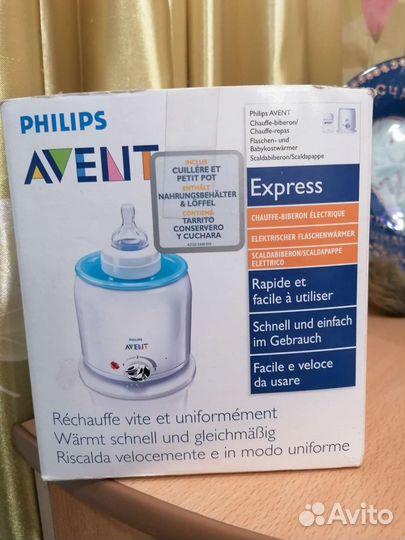 PHILIPS
AVENT
INCLUS
CUILLÈRE ET
PETIT POT
ENTHÄLT
NAHRUNGSBEHÄLTER
& LÖFFEL
CONTIENE
TARRITO
CONSERVERO
Y CUCHARA
Philips AVENT
Chauffe-biberon/
Chauffe-repas
Flaschen- und
Babykostwärmer
Scaldabiberon/Scaldapappe
Express
CHAUFFE-BIBERON ÉLECTRIQUE
ELEKTRISCHER FLASCHENWÄRMER
SCALDABIBERON/SCALDAPAPPE
ELETTRICO
Rapide et
facile à utiliser
Schnell und einfach
im Gebrauch
Facile e veloce
da usare
PHILIPS
AVENT
Réchauffe vite et uniformément
Wärmt schnell und gleichmäßig
Riscalda velocemente e in modo uniforme
Avito